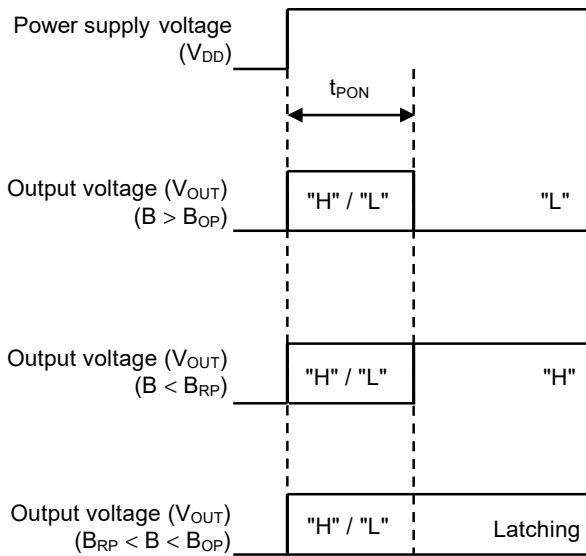 Power supply voltage
(VDD)
tPON
Output voltage (VOUT)
(B > BOP)
"H" / "L"
"L"
Output voltage (VOUT)
(B < BRP)
"H" / "L"
"H"
Output voltage (VOUT)
(BRP < B < BOP)
"H" / "L"
Latching